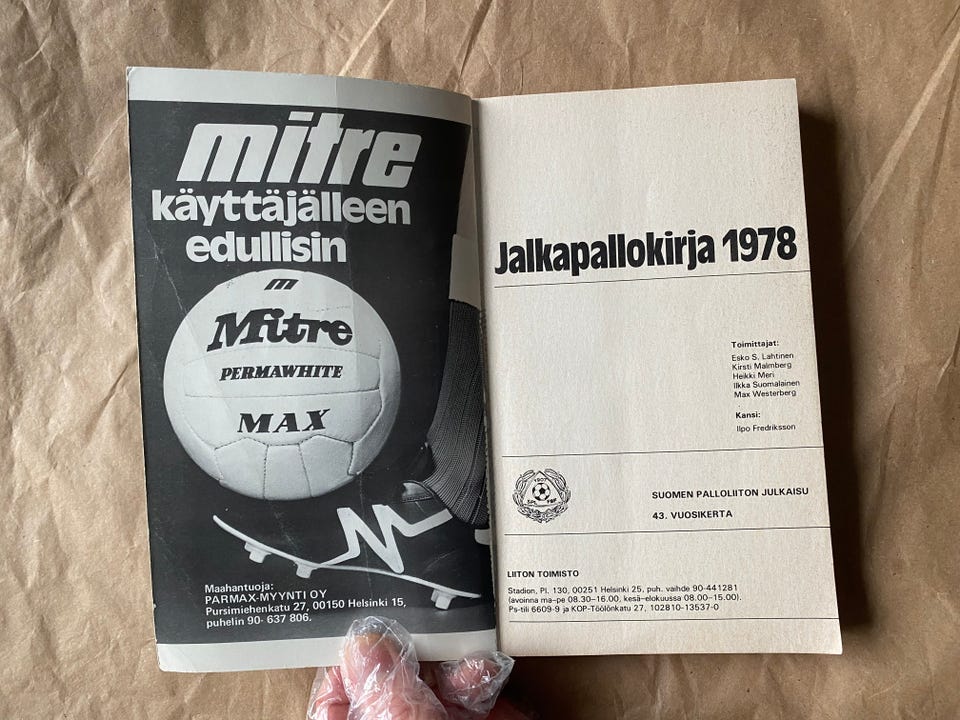 mitre
käyttäjälleen
edullisin
m
Mitre
PERMAWHITE
MAX
Maahantuoja:
PARMAX-MYYNTI OY
Pursimiehenkatu 27, 00150 Helsinki 15,
puhelin 90- 637 806.
Jalkapallokirja 1978
Toimittajat:
Esko S. Lahtinen
Kirsti Malmberg
Heikki Meri
Ilkka Suomalainen
Max Westerberg
Kansi:
Ilpo Fredriksson
1907
SPL FBF
SUOMEN PALLOLIITON JULKAISU
43. VUOSIKERTA
LIITON TOIMISTO
Stadion, Pl. 130, 00251 Helsinki 25, puh. vaihde 90-441281
(avoinna ma–pe 08.30–16.00, kesä–elokuussa 08.00–15.00).
Ps-tili 6609-9 ja KOP-Töölönkatu 27, 102810-13537-0